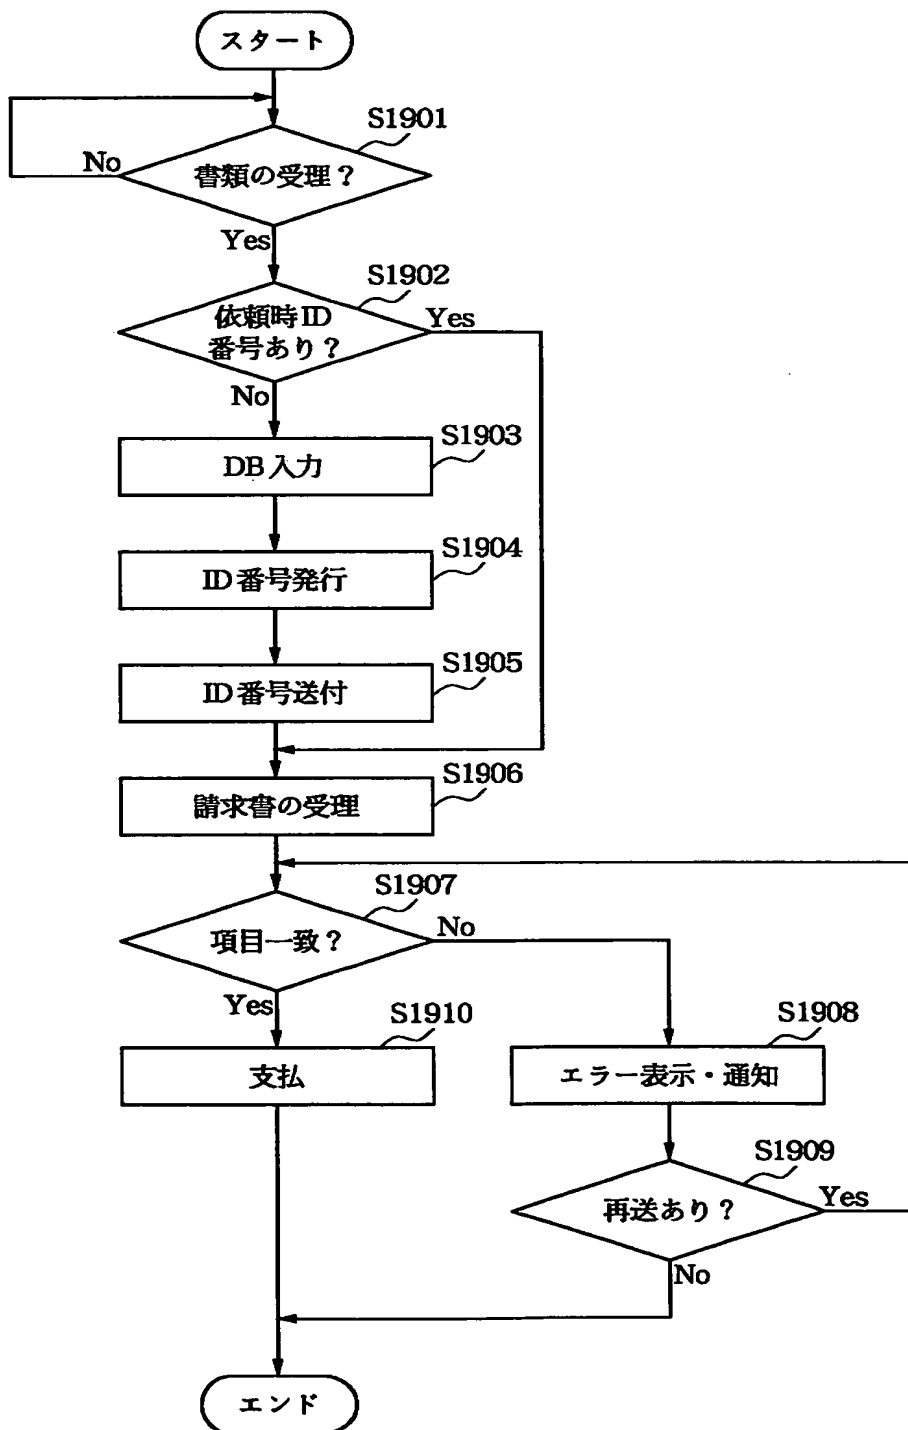 スタート
S1901
No
書類の受理？
Yes
S1902
依頼時ID
番号あり？
Yes
No
S1903
DB入力
S1904
ID番号発行
S1905
ID番号送付
S1906
請求書の受理
S1907
項目一致？
No
Yes
S1910
支払
S1908
エラー表示・通知
S1909
再送あり？
Yes
No
エンド